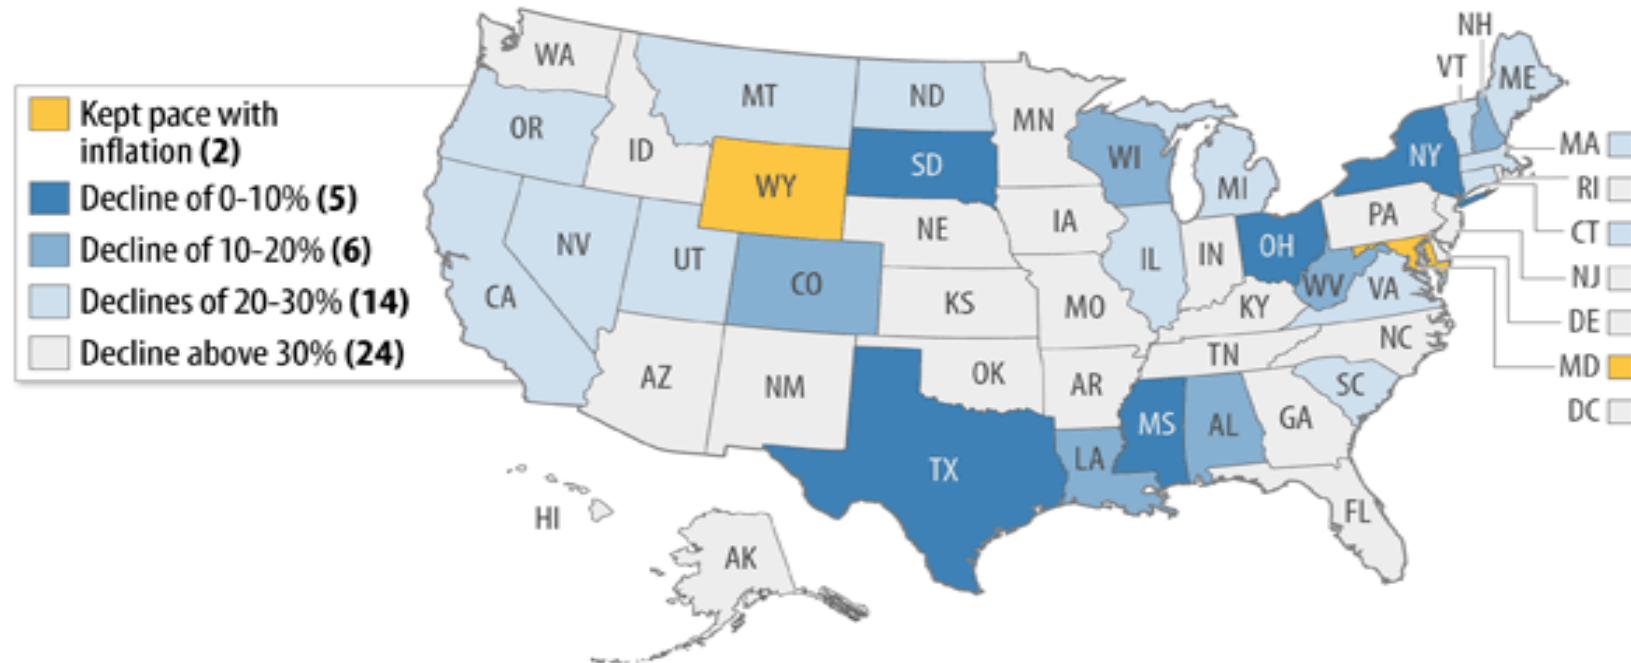 Kept pace with
inflation (2)
Decline of 0-10% (5)
Decline of 10-20% (6)
Declines of 20-30% (14)
Decline above 30% (24)
WA
OR
CA
ID
NV
MT
WY
UT
AZ
CO
NM
ND
SD
NE
KS
OK
TX
MN
IA
MO
AR
LA
WI
IL
MI
IN
OH
KY
TN
MS
AL
GA
FL
SC
NC
VA
WV
PA
NY
VT
NH
ME
MA
RI
CT
NJ
DE
MD
DC
HI
AK